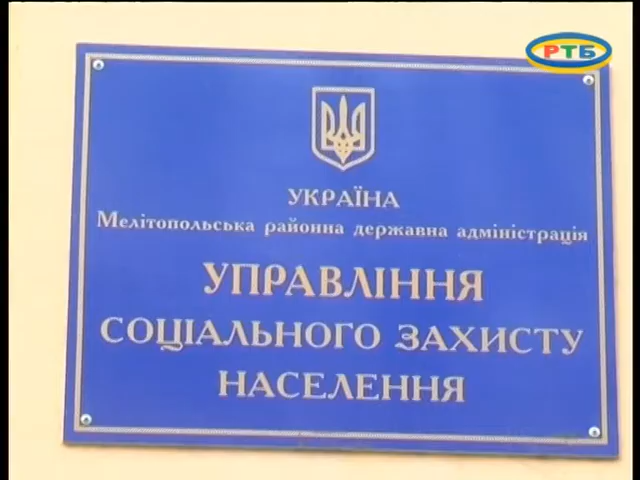 РТБ
УКРАЇНА
Мелітопольська районна державна адміністрація
УПРАВЛІННЯ
СОЦІАЛЬНОГО ЗАХИСТУ
НАСЕЛЕННЯ